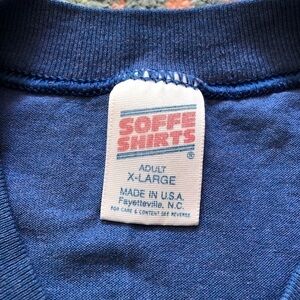 SOFFE
SHIRTS®
ADULT
X-LARGE
MADE IN U.S.A.
Fayetteville, N.C.
FOR CARE & CONTENT SEE REVERSE